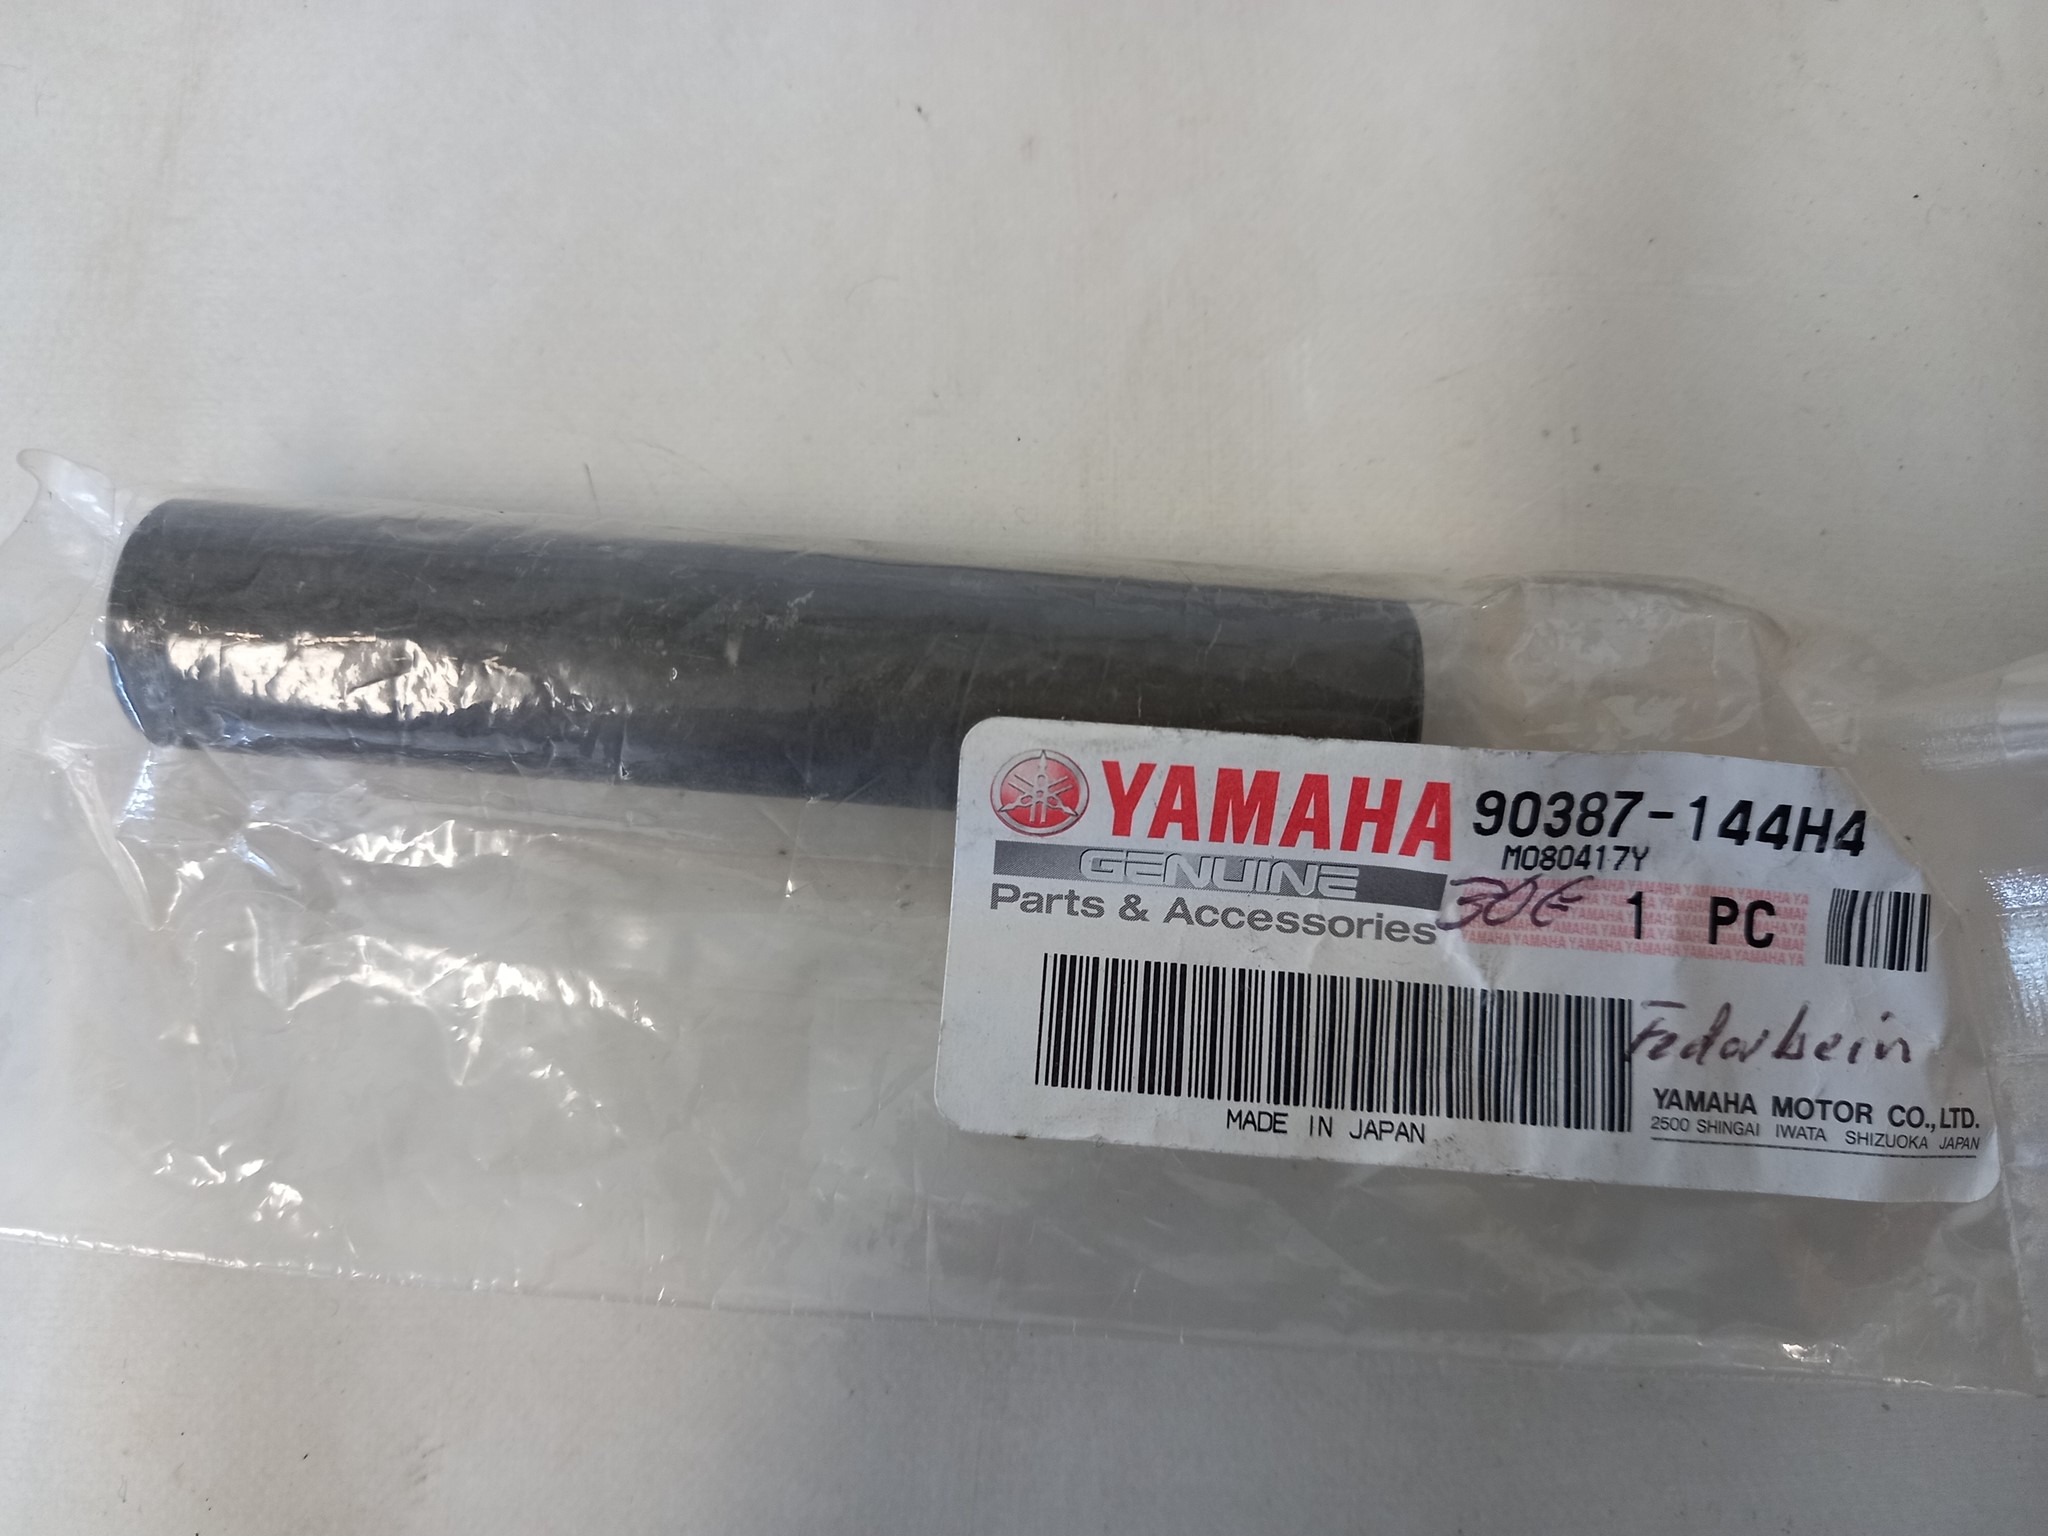 YAMAHA
GENUINE
Parts & Accessories
90387-144H4
M080417Y
30€
1 PC
Federbein
MADE IN JAPAN
YAMAHA MOTOR CO., LTD.
2500 SHINGAI IWATA SHIZUOKA JAPAN